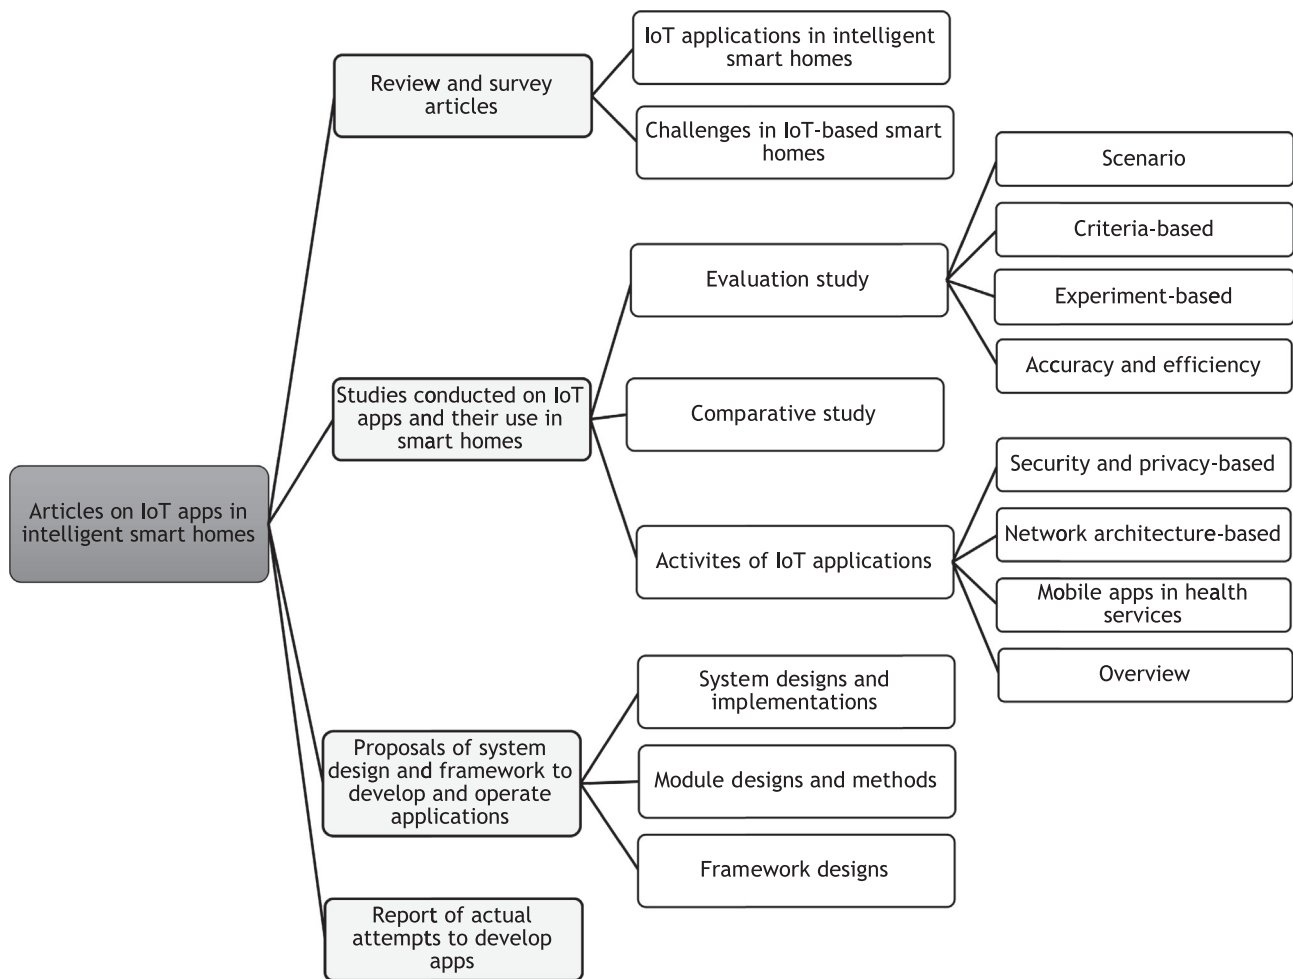 Articles on IoT apps in
intelligent smart homes
Review and survey
articles
IoT applications in intelligent
smart homes
Challenges in IoT-based smart
homes
Studies conducted on IoT
apps and their use in
smart homes
Evaluation study
Scenario
Criteria-based
Experiment-based
Accuracy and efficiency
Comparative study
Activites of IoT applications
Security and privacy-based
Network architecture-based
Mobile apps in health
services
Overview
Proposals of system
design and framework to
develop and operate
applications
System designs and
implementations
Module designs and methods
Framework designs
Report of actual
attempts to develop
apps